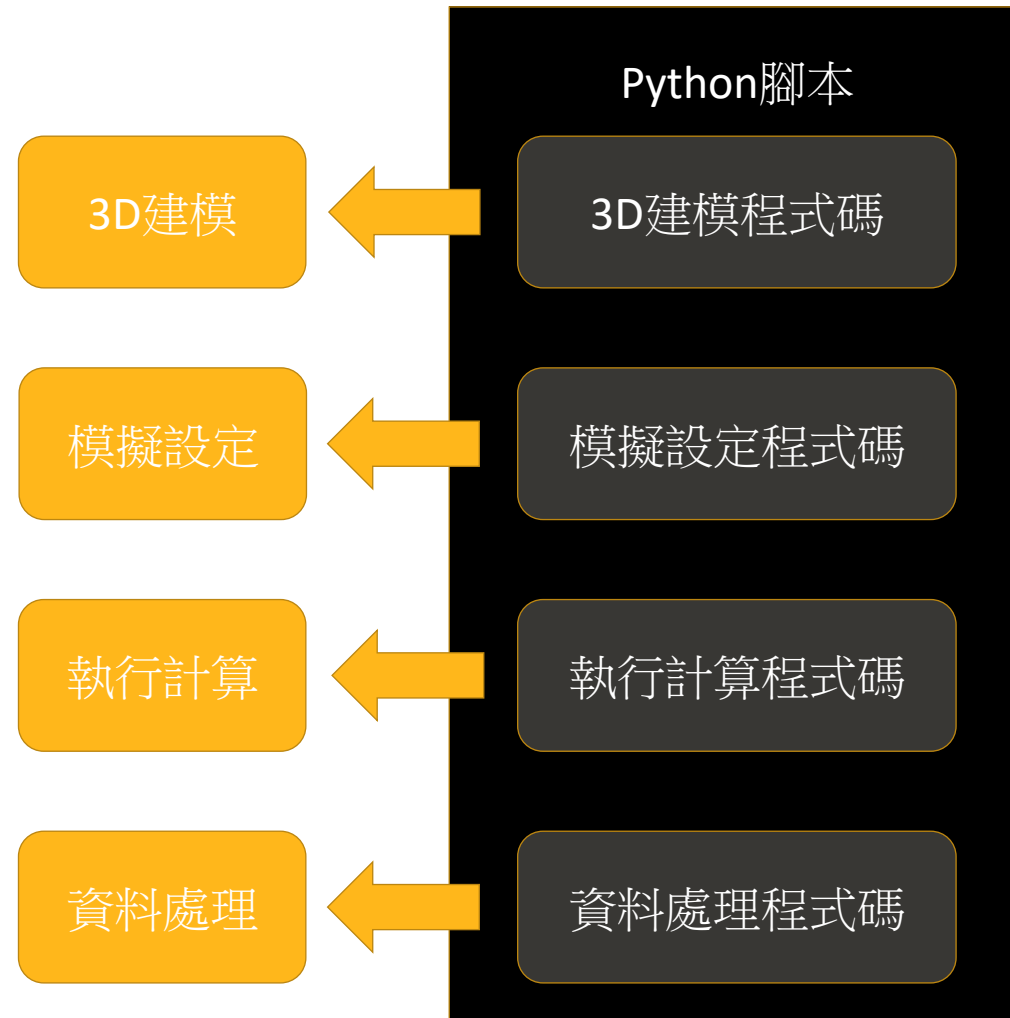 Python腳本
3D建模
3D建模程式碼
模擬設定
模擬設定程式碼
執行計算
執行計算程式碼
資料處理
資料處理程式碼